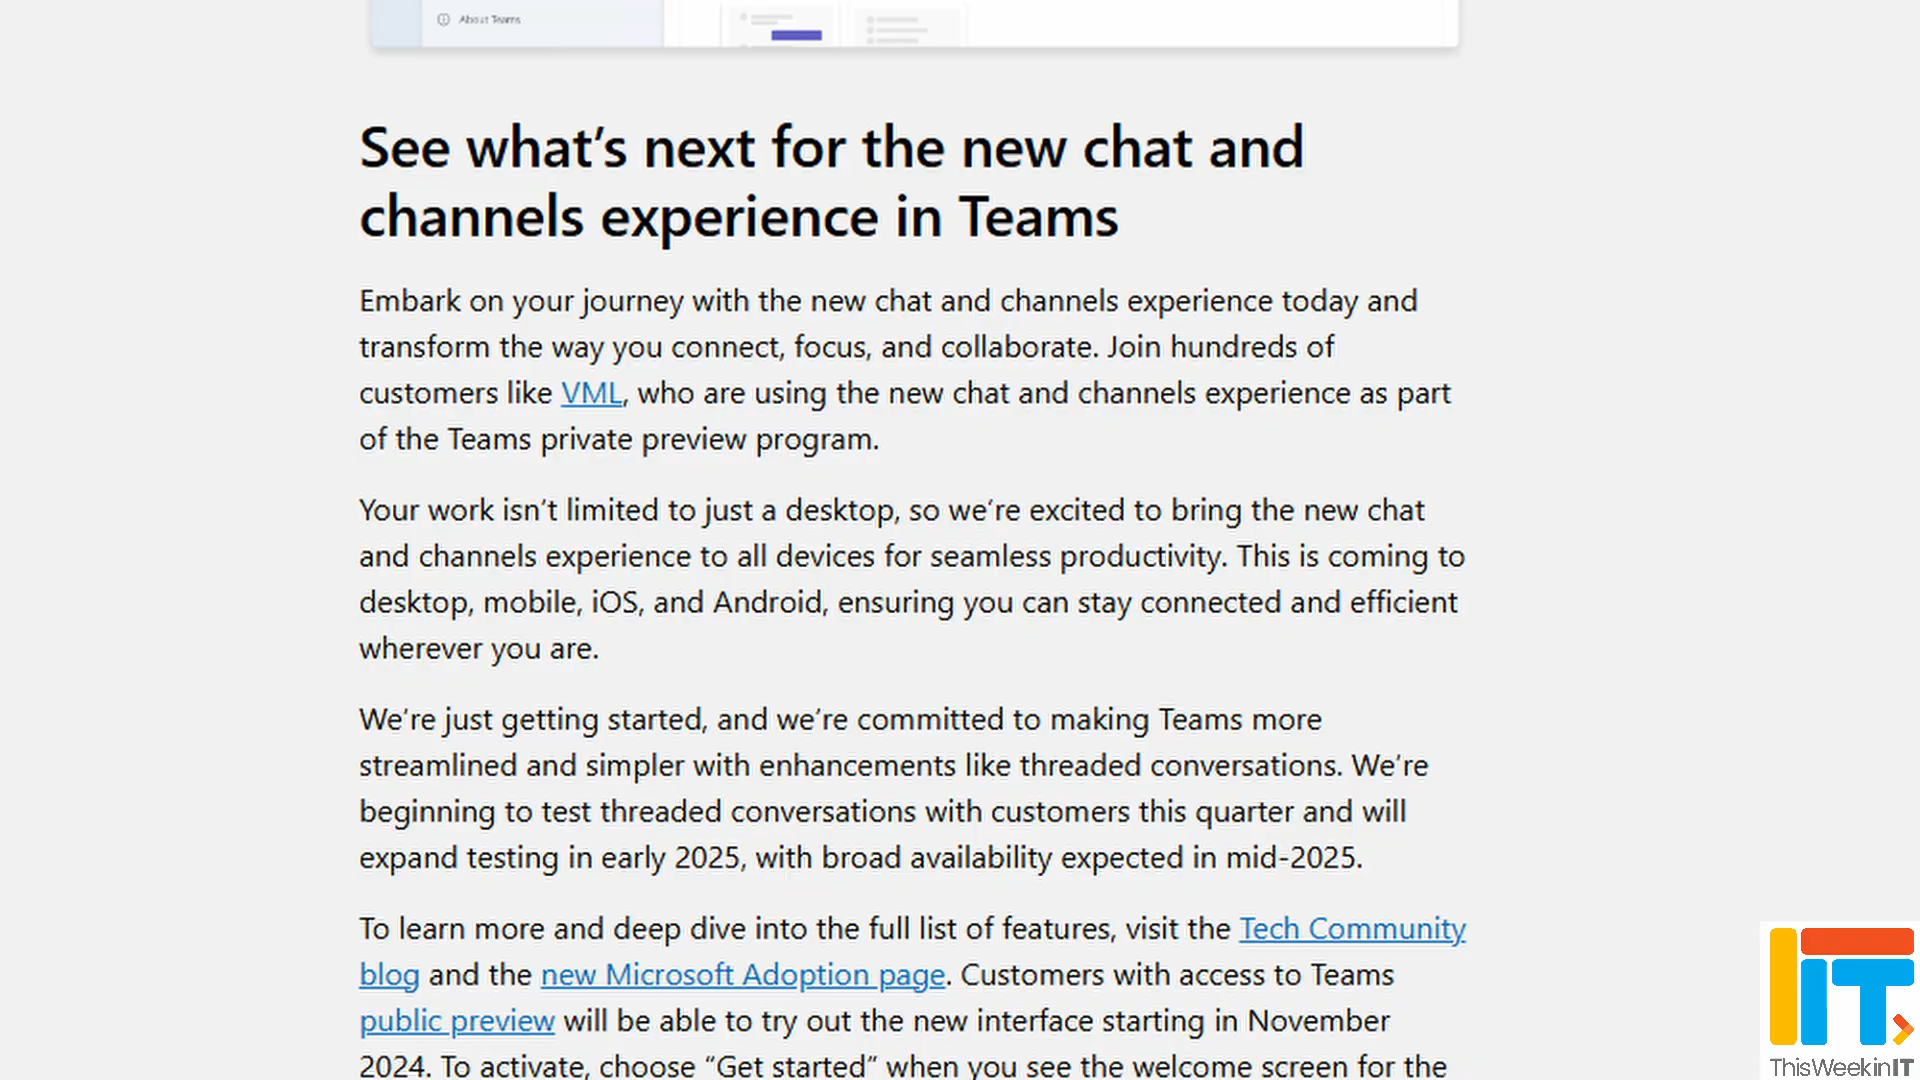 About Teams
See what’s next for the new chat and
channels experience in Teams
Embark on your journey with the new chat and channels experience today and
transform the way you connect, focus, and collaborate. Join hundreds of
customers like VML, who are using the new chat and channels experience as part
of the Teams private preview program.
Your work isn’t limited to just a desktop, so we’re excited to bring the new chat
and channels experience to all devices for seamless productivity. This is coming to
desktop, mobile, iOS, and Android, ensuring you can stay connected and efficient
wherever you are.
We’re just getting started, and we’re committed to making Teams more
streamlined and simpler with enhancements like threaded conversations. We’re
beginning to test threaded conversations with customers this quarter and will
expand testing in early 2025, with broad availability expected in mid-2025.
To learn more and deep dive into the full list of features, visit the Tech Community
blog and the new Microsoft Adoption page. Customers with access to Teams
public preview will be able to try out the new interface starting in November
2024. To activate, choose “Get started” when you see the welcome screen for the
IT
ThisWeekinIT